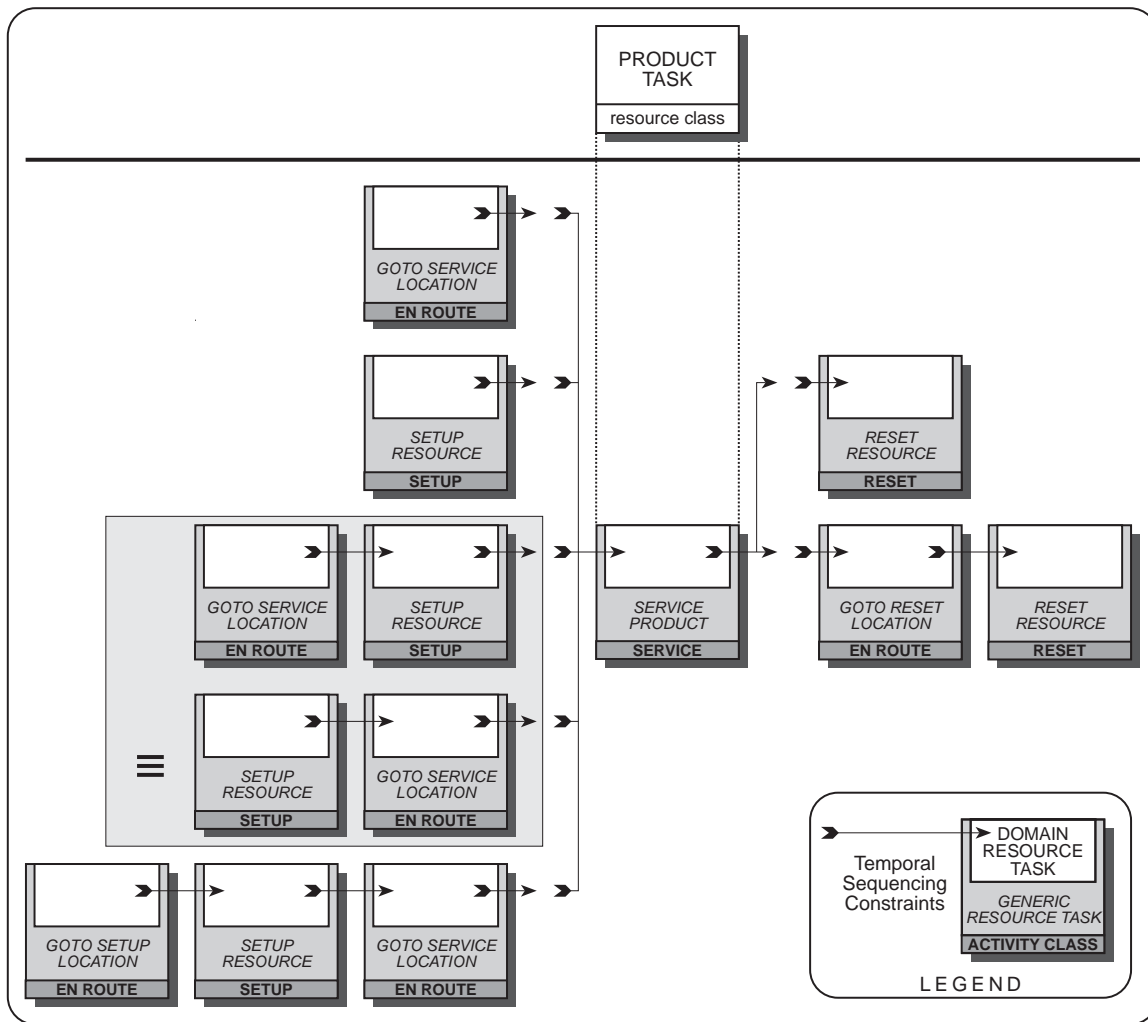 PRODUCT
TASK
resource class
GOTO SERVICE
LOCATION
EN ROUTE
SETUP
RESOURCE
SETUP
RESET
RESOURCE
RESET
GOTO SERVICE
LOCATION
EN ROUTE
SETUP
RESOURCE
SETUP
SERVICE
PRODUCT
SERVICE
GOTO RESET
LOCATION
EN ROUTE
RESET
RESOURCE
RESET
≡
SETUP
RESOURCE
SETUP
GOTO SERVICE
LOCATION
EN ROUTE
GOTO SETUP
LOCATION
EN ROUTE
SETUP
RESOURCE
SETUP
GOTO SERVICE
LOCATION
EN ROUTE
Temporal
Sequencing
Constraints
DOMAIN
RESOURCE
TASK
GENERIC
RESOURCE TASK
ACTIVITY CLASS
LEGEND